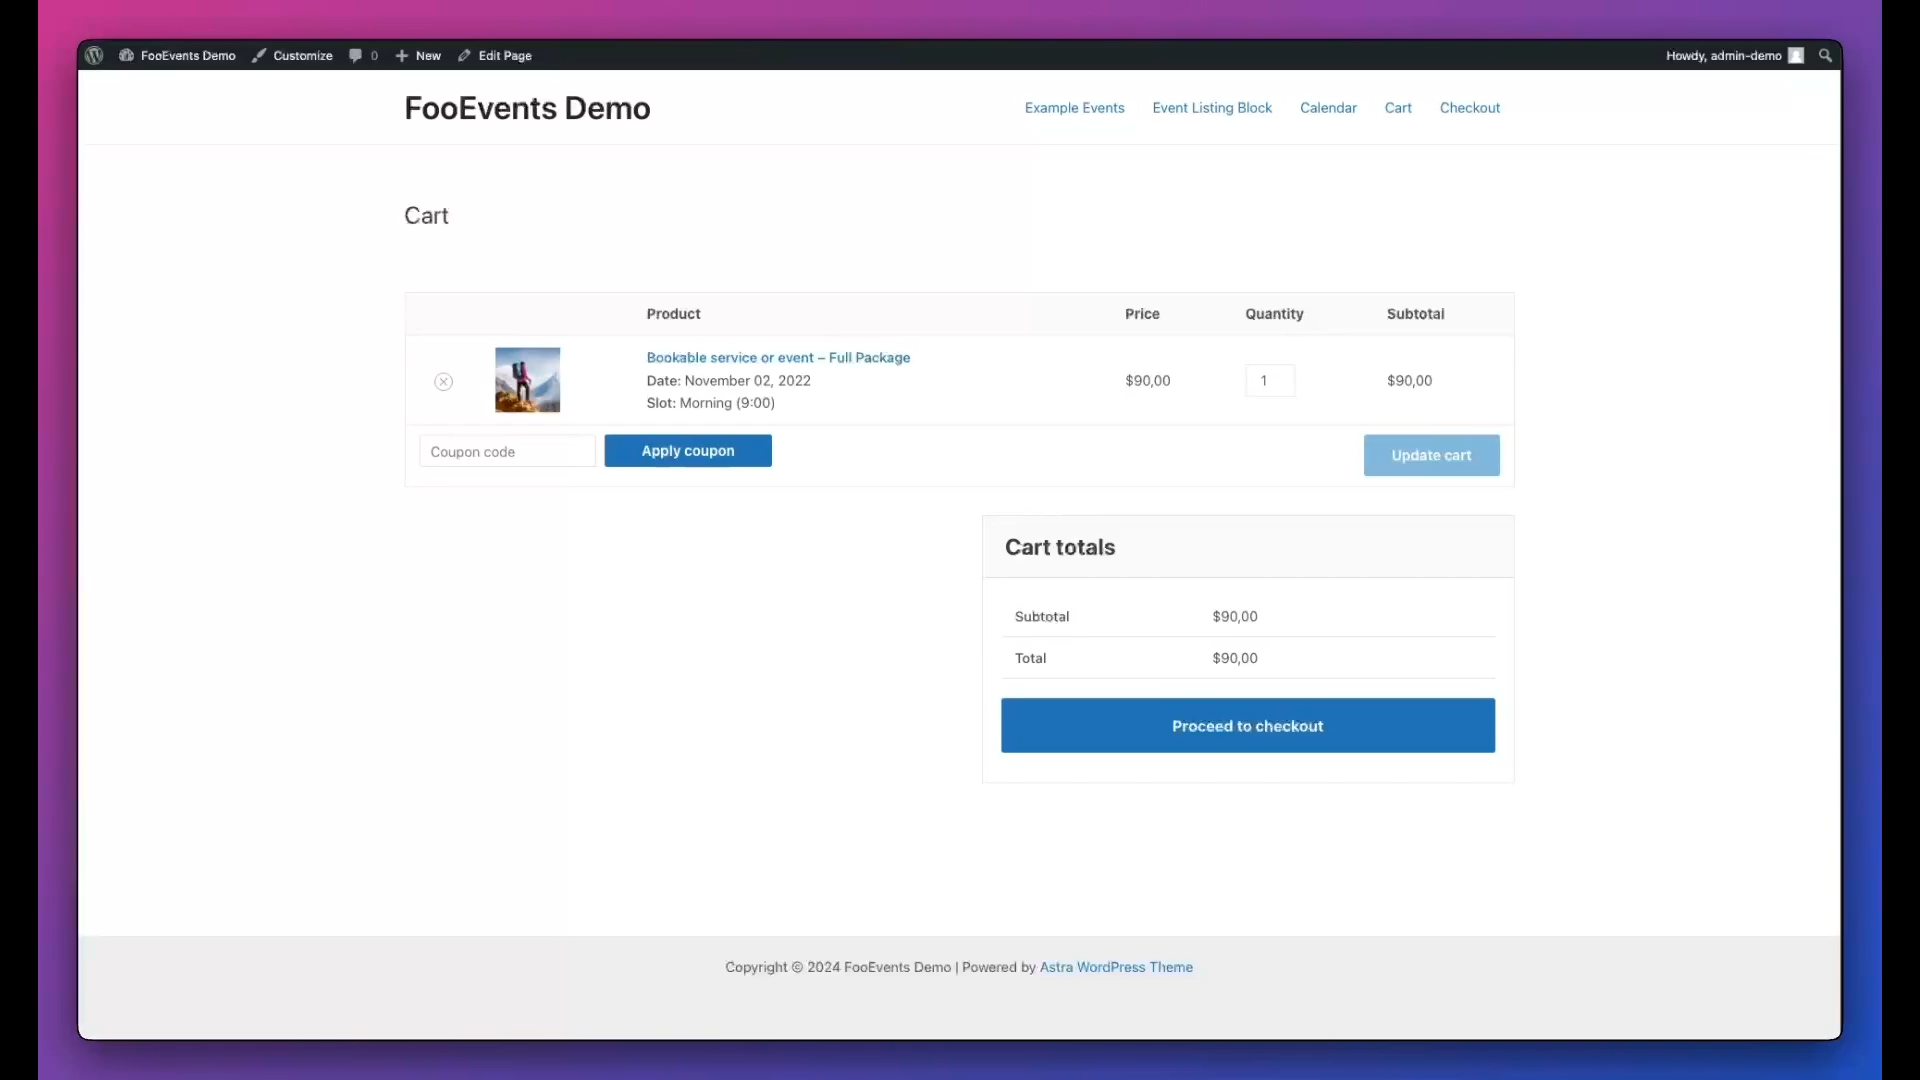 FooEvents Demo Customize 0 New Edit Page Howdy, admin-demo
FooEvents Demo Example Events Event Listing Block Calendar Cart Checkout
Cart
Product Price Quantity Subtotal
Bookable service or event – Full Package
Date: November 02, 2022 $90,00 1 $90,00
Slot: Morning (9:00)
Coupon code Apply coupon Update cart
Cart totals
Subtotal $90,00
Total $90,00
Proceed to checkout
Copyright © 2024 FooEvents Demo | Powered by Astra WordPress Theme